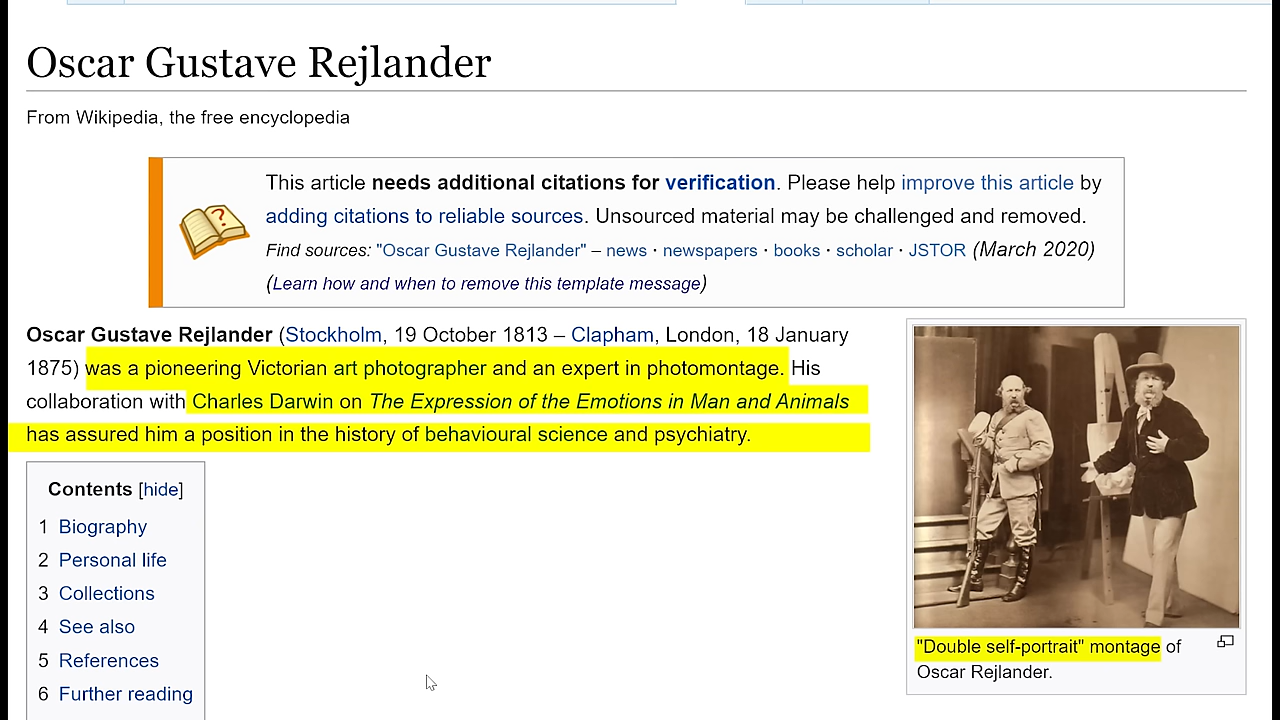 Oscar Gustave Rejlander
From Wikipedia, the free encyclopedia
This article needs additional citations for verification. Please help improve this article by
adding citations to reliable sources. Unsourced material may be challenged and removed.
Find sources: "Oscar Gustave Rejlander" – news · newspapers · books · scholar · JSTOR (March 2020)
(Learn how and when to remove this template message)
Oscar Gustave Rejlander (Stockholm, 19 October 1813 – Clapham, London, 18 January
1875) was a pioneering Victorian art photographer and an expert in photomontage. His
collaboration with Charles Darwin on The Expression of the Emotions in Man and Animals
has assured him a position in the history of behavioural science and psychiatry.
Contents [hide]
1 Biography
2 Personal life
3 Collections
4 See also
5 References
6 Further reading
"Double self-portrait" montage of
Oscar Rejlander.